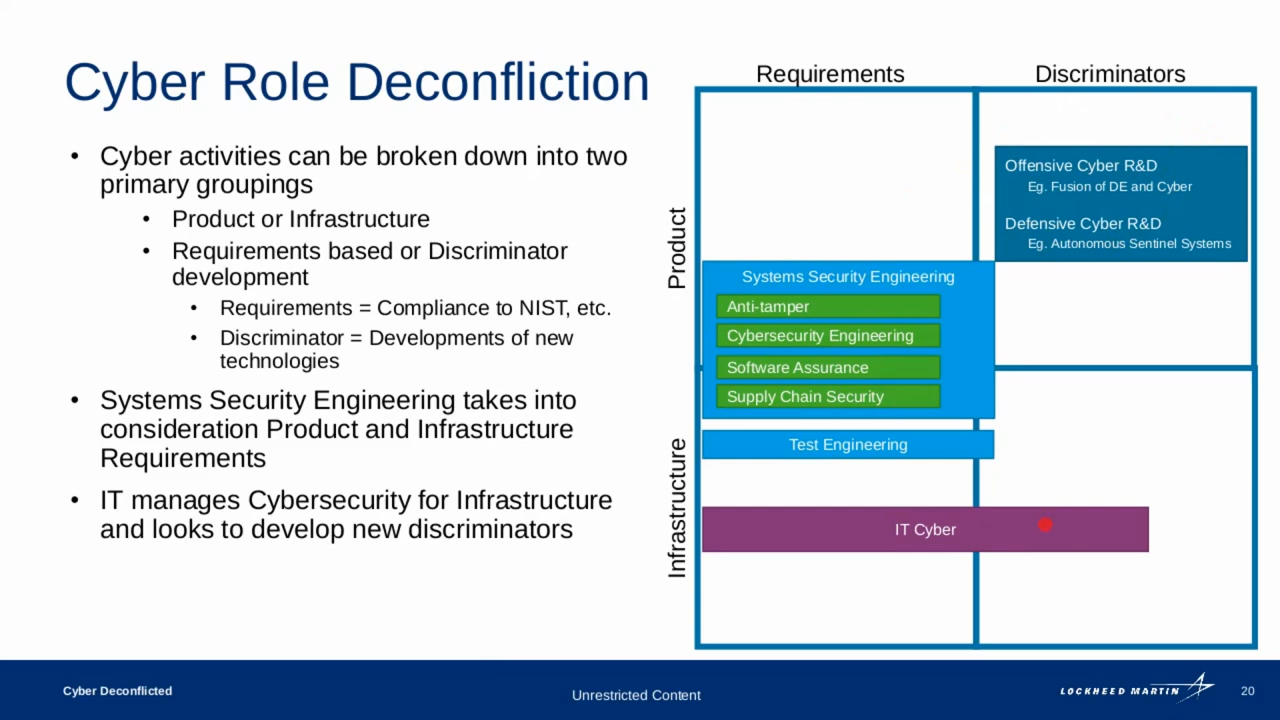 Cyber Role Deconfliction
• Cyber activities can be broken down into two
primary groupings
• Product or Infrastructure
• Requirements based or Discriminator
development
• Requirements = Compliance to NIST, etc.
• Discriminator = Developments of new
technologies
• Systems Security Engineering takes into
consideration Product and Infrastructure
Requirements
• IT manages Cybersecurity for Infrastructure
and looks to develop new discriminators
Requirements
Discriminators
Product
Infrastructure
Offensive Cyber R&D
Eg. Fusion of DE and Cyber
Defensive Cyber R&D
Eg. Autonomous Sentinel Systems
Systems Security Engineering
Anti-tamper
Cybersecurity Engineering
Software Assurance
Supply Chain Security
Test Engineering
IT Cyber
Cyber Deconflicted
Unrestricted Content
LOCKHEED MARTIN
20